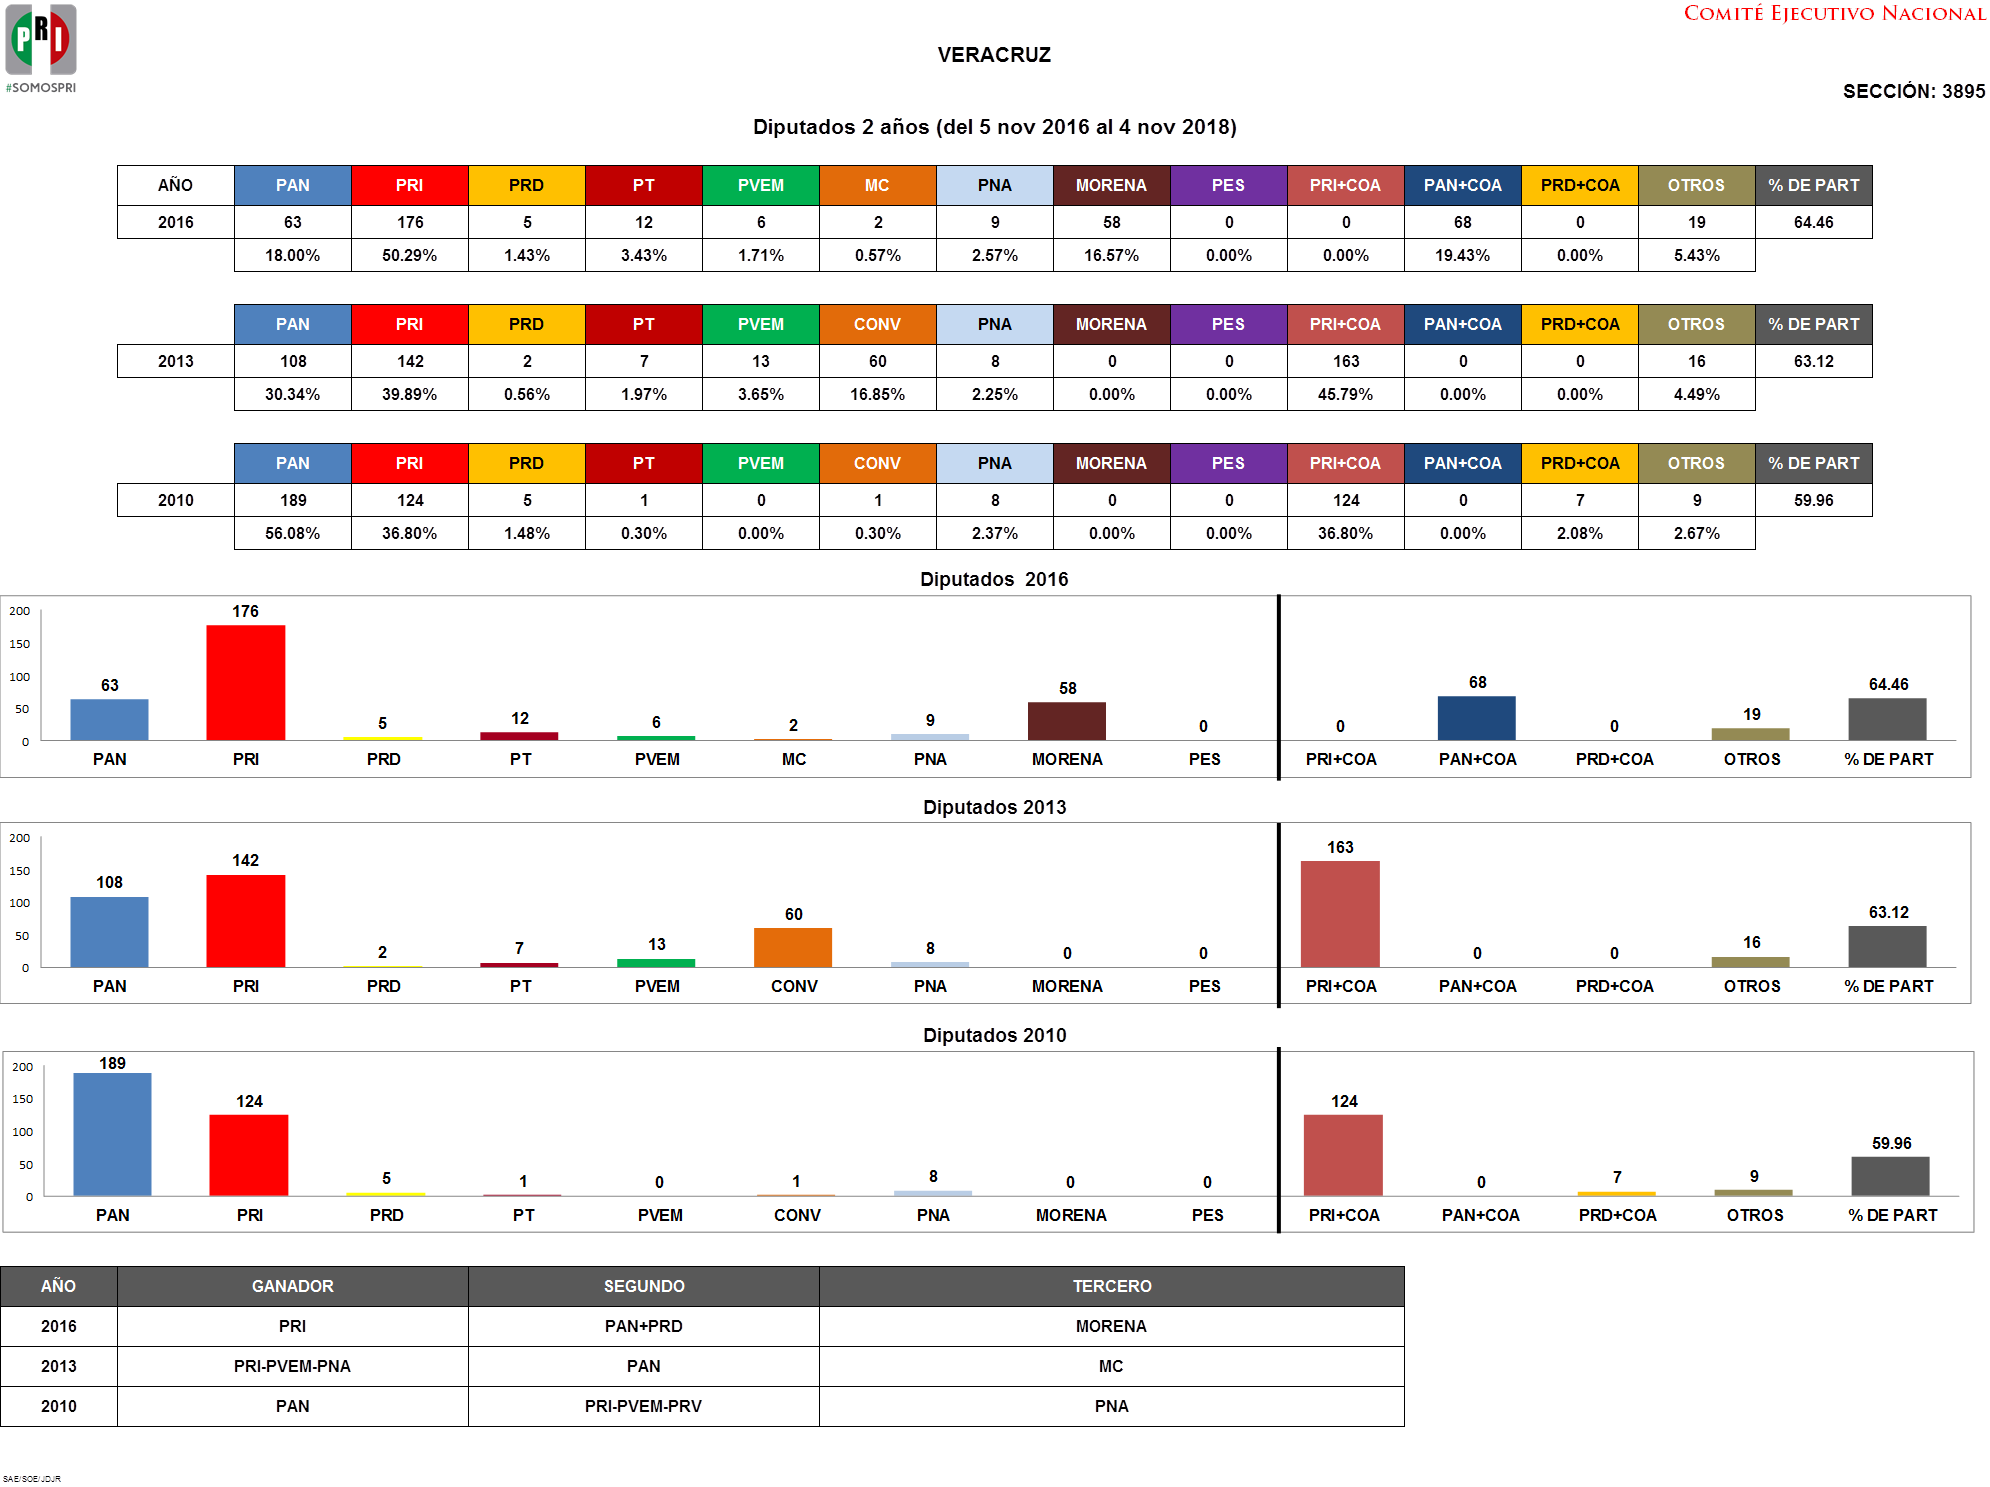 PRI
#SOMOSPRI
COMITÉ EJECUTIVO NACIONAL
VERACRUZ
SECCIÓN: 3895
Diputados 2 años (del 5 nov 2016 al 4 nov 2018)
AÑO PAN PRI PRD PT PVEM MC PNA MORENA PES PRI+COA PAN+COA PRD+COA OTROS % DE PART
2016 63 176 5 12 6 2 9 58 0 0 68 0 19 64.46
18.00% 50.29% 1.43% 3.43% 1.71% 0.57% 2.57% 16.57% 0.00% 0.00% 19.43% 0.00% 5.43%
PAN PRI PRD PT PVEM CONV PNA MORENA PES PRI+COA PAN+COA PRD+COA OTROS % DE PART
2013 108 142 2 7 13 60 8 0 0 163 0 0 16 63.12
30.34% 39.89% 0.56% 1.97% 3.65% 16.85% 2.25% 0.00% 0.00% 45.79% 0.00% 0.00% 4.49%
PAN PRI PRD PT PVEM CONV PNA MORENA PES PRI+COA PAN+COA PRD+COA OTROS % DE PART
2010 189 124 5 1 0 1 8 0 0 124 0 7 9 59.96
56.08% 36.80% 1.48% 0.30% 0.00% 0.30% 2.37% 0.00% 0.00% 36.80% 0.00% 2.08% 2.67%
Diputados 2016
200
150
100
50
0
63 176 5 12 6 2 9 58 0 0 68 0 19 64.46
PAN PRI PRD PT PVEM MC PNA MORENA PES PRI+COA PAN+COA PRD+COA OTROS % DE PART
Diputados 2013
200
150
100
50
0
108 142 2 7 13 60 8 0 0 163 0 0 16 63.12
PAN PRI PRD PT PVEM CONV PNA MORENA PES PRI+COA PAN+COA PRD+COA OTROS % DE PART
Diputados 2010
200
150
100
50
0
189 124 5 1 0 1 8 0 0 124 0 7 9 59.96
PAN PRI PRD PT PVEM CONV PNA MORENA PES PRI+COA PAN+COA PRD+COA OTROS % DE PART
AÑO GANADOR SEGUNDO TERCERO
2016 PRI PAN+PRD MORENA
2013 PRI-PVEM-PNA PAN MC
2010 PAN PRI-PVEM-PRV PNA
SAE/SOE/JDJR